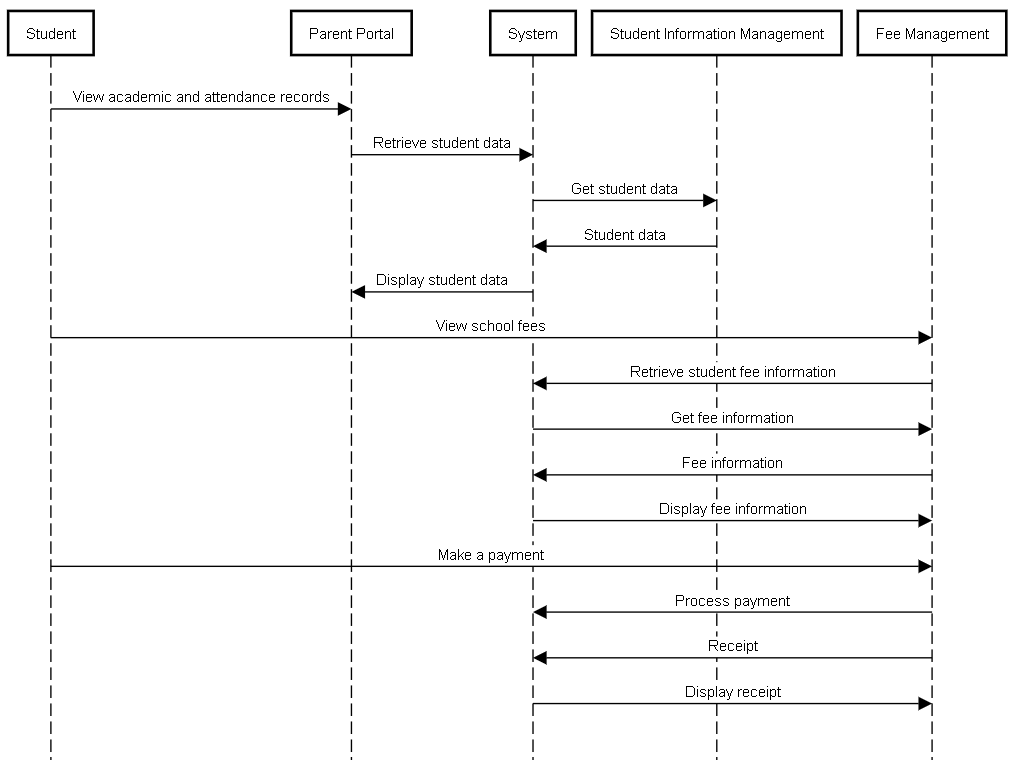 Student
Parent Portal
System
Student Information Management
Fee Management
View academic and attendance records
Retrieve student data
Get student data
Student data
Display student data
View school fees
Retrieve student fee information
Get fee information
Fee information
Display fee information
Make a payment
Process payment
Receipt
Display receipt